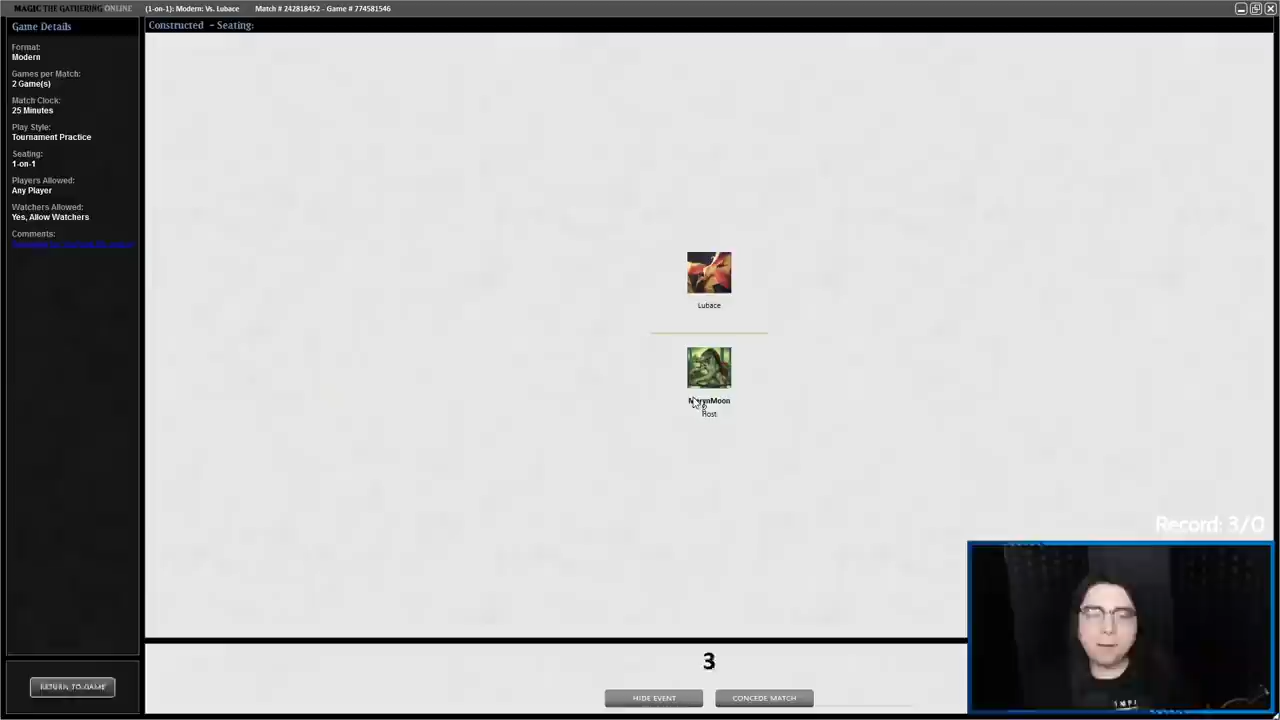 MAGIC THE GATHERING ONLINE (1-on-1): Modern: Vs. Lubace Match # 242818452 - Game # 774581546
Game Details
Constructed - Seating:
Format:
Modern
Games per Match:
2 Game(s)
Match Clock:
25 Minutes
Play Style:
Tournament Practice
Seating:
1-on-1
Players Allowed:
Any Player
Watchers Allowed:
Yes, Allow Watchers
Comments:
Lubace
Host
Record: 3/0
3
RETURN TO GAME
HIDE EVENT
CONCEDE MATCH